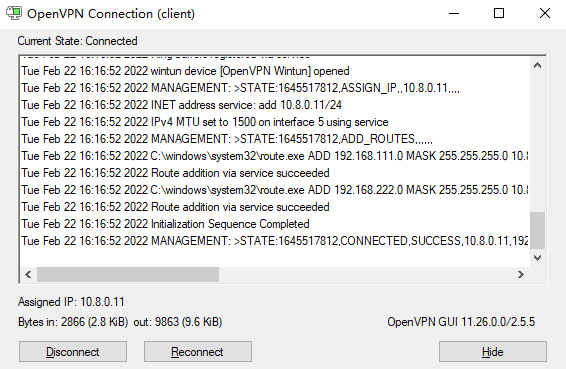 OpenVPN Connection (client)
Current State: Connected
Tue Feb 22 16:16:52 2022 wintun device [OpenVPN Wintun] opened
Tue Feb 22 16:16:52 2022 MANAGEMENT: >STATE:1645517812,ASSIGN_IP,,10.8.0.11,,,,
Tue Feb 22 16:16:52 2022 INET address service: add 10.8.0.11/24
Tue Feb 22 16:16:52 2022 IPv4 MTU set to 1500 on interface 5 using service
Tue Feb 22 16:16:52 2022 MANAGEMENT: >STATE:1645517812,ADD_ROUTES,,,,,,
Tue Feb 22 16:16:52 2022 C:\windows\system32\route.exe ADD 192.168.111.0 MASK 255.255.255.0 10.8
Tue Feb 22 16:16:52 2022 Route addition via service succeeded
Tue Feb 22 16:16:52 2022 C:\windows\system32\route.exe ADD 192.168.222.0 MASK 255.255.255.0 10.8
Tue Feb 22 16:16:52 2022 Route addition via service succeeded
Tue Feb 22 16:16:52 2022 Initialization Sequence Completed
Tue Feb 22 16:16:52 2022 MANAGEMENT: >STATE:1645517812,CONNECTED,SUCCESS,10.8.0.11,192
Assigned IP: 10.8.0.11
Bytes in: 2866 (2.8 KiB) out: 9863 (9.6 KiB) OpenVPN GUI 11.26.0.0/2.5.5
Disconnect Reconnect Hide